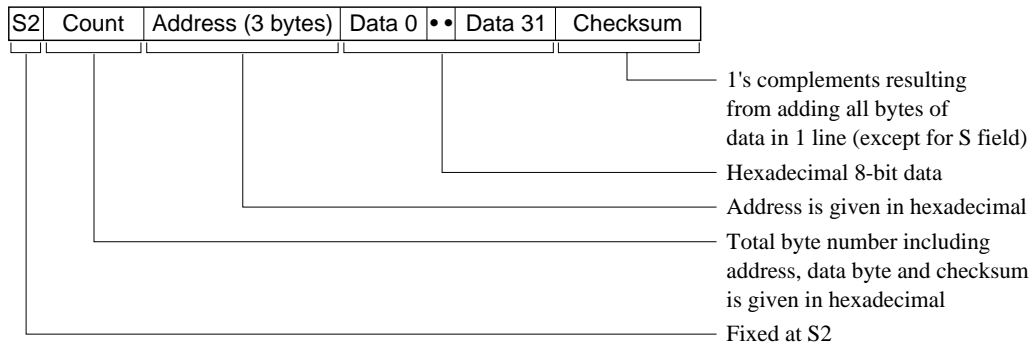 S2 Count Address (3 bytes) Data 0 •• Data 31 Checksum
1's complements resulting
from adding all bytes of
data in 1 line (except for S field)
Hexadecimal 8-bit data
Address is given in hexadecimal
Total byte number including
address, data byte and checksum
is given in hexadecimal
Fixed at S2